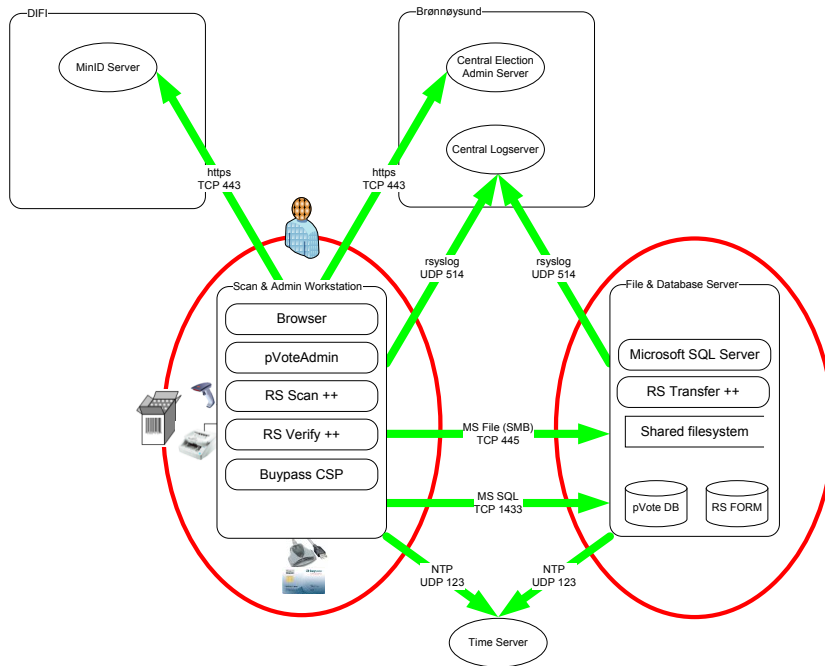 DIFI
MinID Server
Brønnøysund
Central Election
Admin Server
Central Logserver
https
TCP 443
https
TCP 443
rsyslog
UDP 514
rsyslog
UDP 514
Scan & Admin Workstation
Browser
pVoteAdmin
RS Scan ++
RS Verify ++
Buypass CSP
File & Database Server
Microsoft SQL Server
RS Transfer ++
Shared filesystem
pVote DB
RS FORM
MS File (SMB)
TCP 445
MS SQL
TCP 1433
NTP
UDP 123
NTP
UDP 123
Time Server